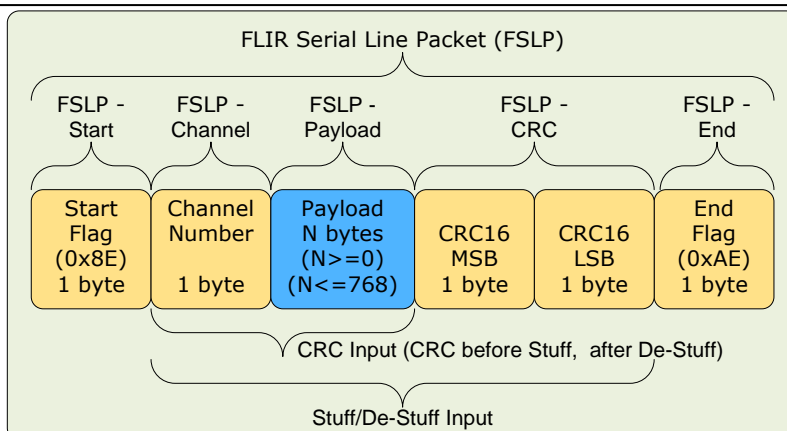 FLIR Serial Line Packet (FSLP)
FSLP - Start
FSLP - Channel
FSLP - Payload
FSLP - CRC
FSLP - End
Start
Flag
(0x8E)
1 byte
Channel
Number
1 byte
Payload
N bytes
(N>=0)
(N<=768)
CRC16
MSB
1 byte
CRC16
LSB
1 byte
End
Flag
(0xAE)
1 byte
CRC Input (CRC before Stuff, after De-Stuff)
Stuff/De-Stuff Input